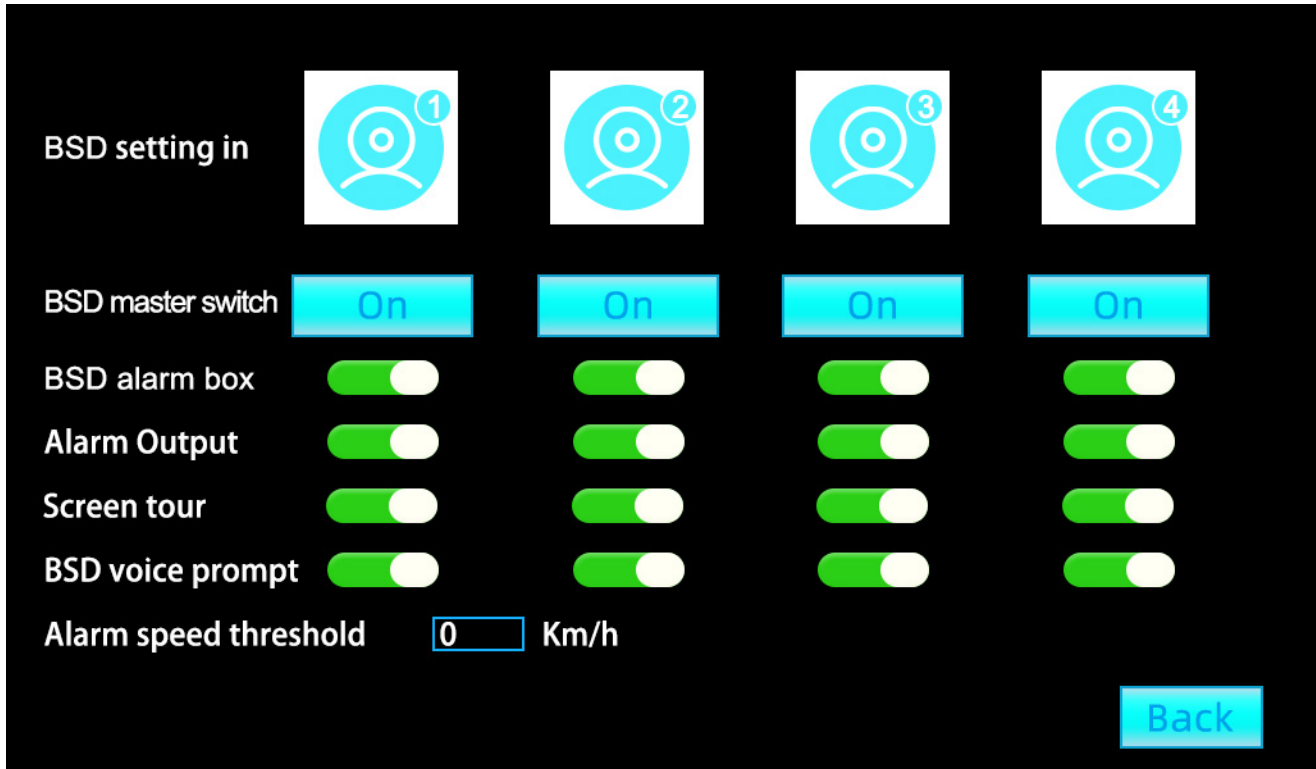 1 2 3 4
BSD setting in
BSD master switch On On On On
BSD alarm box
Alarm Output
Screen tour
BSD voice prompt
Alarm speed threshold 0 Km/h
Back